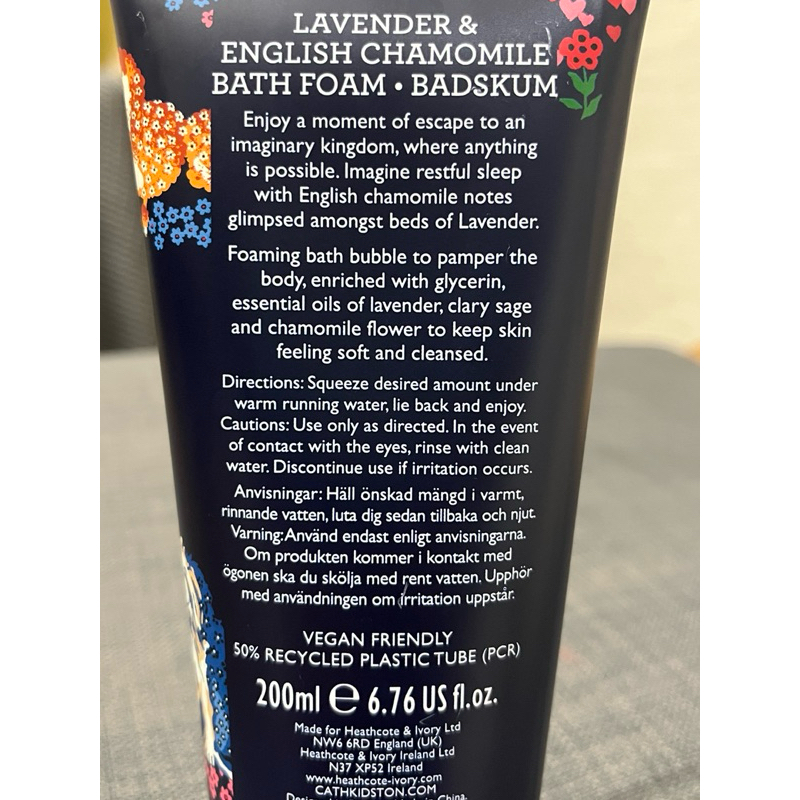 LAVENDER &
ENGLISH CHAMOMILE
BATH FOAM • BADSKUM
Enjoy a moment of escape to an
imaginary kingdom, where anything
is possible. Imagine restful sleep
with English chamomile notes
glimpsed amongst beds of Lavender.
Foaming bath bubble to pamper the
body, enriched with glycerin,
essential oils of lavender, clary sage
and chamomile flower to keep skin
feeling soft and cleansed.
Directions: Squeeze desired amount under
warm running water, lie back and enjoy.
Cautions: Use only as directed. In the event
of contact with the eyes, rinse with clean
water. Discontinue use if irritation occurs.
Anvisningar: Häll önskad mängd i varmt,
rinnande vatten, luta dig sedan tillbaka och njut.
Varning: Använd endast enligt anvisningarna.
Om produkten kommer i kontakt med
ögonen ska du skölja med rent vatten. Upphör
med användningen om irritation uppstår.
VEGAN FRIENDLY
50% RECYCLED PLASTIC TUBE (PCR)
200ml ℮ 6.76 US fl.oz.
Made for Heathcote & Ivory Ltd
NW6 6RD England (UK)
Heathcote & Ivory Ireland Ltd
N37 XP52 Ireland
www.heathcote-ivory.com
CATHKIDSTON.COM
China.